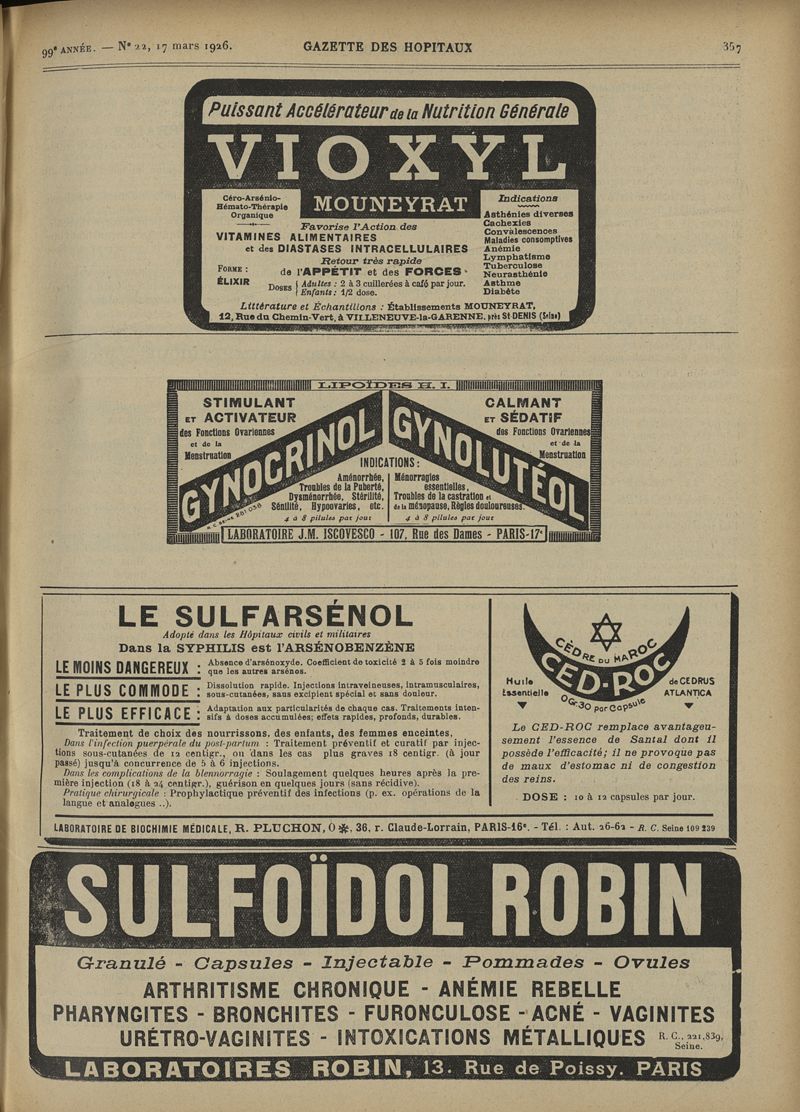 99e ANNÉE. — N° 22, 17 mars 1926.
GAZETTE DES HOPITAUX
357
Puissant Accélérateur de la Nutrition Générale
VIOXYL
MOUNEYRAT
Céro-Arsénio-
Hémato-Thérapie
Organique
Favorise l'Action des
VITAMINES ALIMENTAIRES
et des DIASTASES INTRACELLULAIRES
Retour très rapide
de l'APPÉTIT et des FORCES
FORME :
ÉLIXIR
DOSES { Adultes : 2 à 3 cuillerées à café par jour.
Enfants : 1/2 dose.
Indications
Asthénies diverses
Cachexies
Convalescences
Maladies consomptives
Anémie
Lymphatisme
Tuberculose
Neurasthénie
Asthme
Diabète
Littérature et Échantillons : Établissements MOUNEYRAT,
12, Rue du Chemin-Vert, à VILLENEUVE-la-GARENNE, près St-DENIS (Seine)
LIPOÏDES H. I.
STIMULANT
ET ACTIVATEUR
des Fonctions Ovariennes
et de la
Menstruation
GYNOCRINOL
CALMANT
ET SÉDATIF
des Fonctions Ovariennes
et de la
Menstruation
GYNOLUTÉOL
INDICATIONS :
Aménorrhée,
Troubles de la Puberté,
Dysménorrhée, Stérilité,
Sénilité, Hypoovaries, etc.
4 à 8 pilules par jour
Ménorragies
essentielles,
Troubles de la castration et
de la ménopause, Règles douloureuses.
4 à 8 pilules par jour
R. C. SEINE 281.038
LABORATOIRE J.M. ISCOVESCO - 107, Rue des Dames - PARIS-17e
LE SULFARSÉNOL
Adopté dans les Hôpitaux civils et militaires
Dans la SYPHILIS est l'ARSÉNOBENZÈNE
LE MOINS DANGEREUX : Absence d'arsénoxyde. Coefficient de toxicité 2 à 5 fois moindre
que les autres arsénos.
LE PLUS COMMODE : Dissolution rapide. Injections intraveineuses, intramusculaires,
sous-cutanées, sans excipient spécial et sans douleur.
LE PLUS EFFICACE : Adaptation aux particularités de chaque cas. Traitements inten-
sifs à doses accumulées; effets rapides, profonds, durables.
Traitement de choix des nourrissons, des enfants, des femmes enceintes,
Dans l'infection puerpérale du post-partum : Traitement préventif et curatif par injec-
tions sous-cutanées de 12 centigr., ou dans les cas plus graves 18 centigr. (à jour
passé) jusqu'à concurrence de 5 à 6 injections.
Dans les complications de la blennorragie : Soulagement quelques heures après la pre-
mière injection (18 à 24 centigr.), guérison en quelques jours (sans récidive).
Pratique chirurgicale : Prophylactique préventif des infections (p. ex. opérations de la
langue et analogues ..).
CÈDRE DU MAROC
CED-ROC
0Gr30 par Capsule
Huile
Essentielle
de CEDRUS
ATLANTICA
Le CED-ROC remplace avantageu-
sement l'essence de Santal dont il
possède l'efficacité; il ne provoque pas
de maux d'estomac ni de congestion
des reins.
DOSE : 10 à 12 capsules par jour.
LABORATOIRE DE BIOCHIMIE MÉDICALE, R. PLUCHON, O ✻, 36, r. Claude-Lorrain, PARIS-16e. - Tél. : Aut. 26-62 - R. C. Seine 109 239
SULFOÏDOL ROBIN
Granulé - Capsules - Injectable - Pommades - Ovules
ARTHRITISME CHRONIQUE - ANÉMIE REBELLE
PHARYNGITES - BRONCHITES - FURONCULOSE - ACNÉ - VAGINITES
URÉTRO-VAGINITES - INTOXICATIONS MÉTALLIQUES R. C., 221,839,
Seine.
LABORATOIRES ROBIN, 13. Rue de Poissy. PARIS